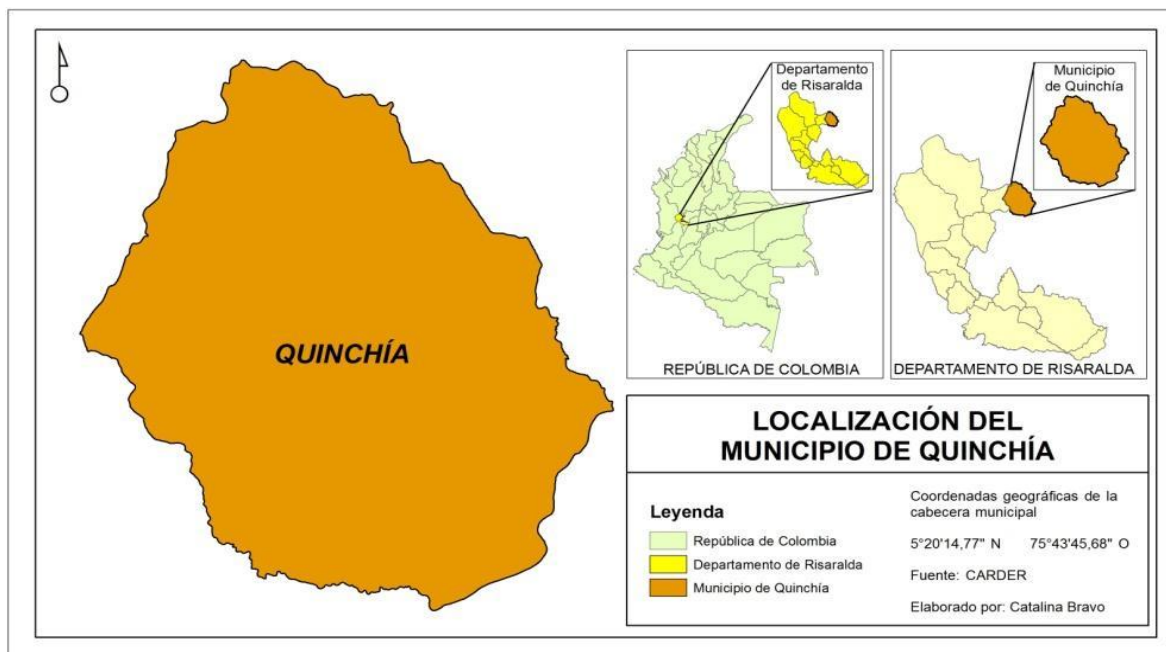 QUINCHÍA
Departamento
de Risaralda
REPÚBLICA DE COLOMBIA
Municipio
de Quinchía
DEPARTAMENTO DE RISARALDA
LOCALIZACIÓN DEL
MUNICIPIO DE QUINCHÍA
Leyenda
República de Colombia
Departamento de Risaralda
Municipio de Quinchía
Coordenadas geográficas de la
cabecera municipal
5°20'14,77" N 75°43'45,68" O
Fuente: CARDER
Elaborado por: Catalina Bravo